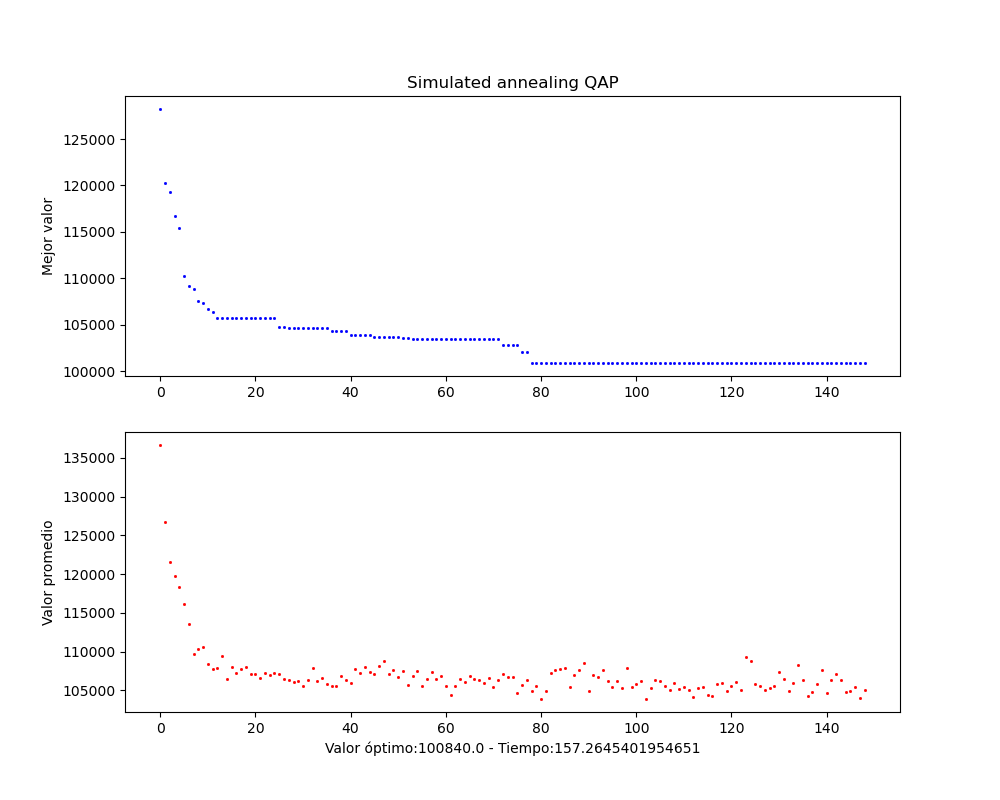 Simulated annealing QAP
Mejor valor
125000
120000
115000
110000
105000
100000
0 20 40 60 80 100 120 140
Valor promedio
135000
130000
125000
120000
115000
110000
105000
0 20 40 60 80 100 120 140
Valor óptimo:100840.0 - Tiempo:157.2645401954651